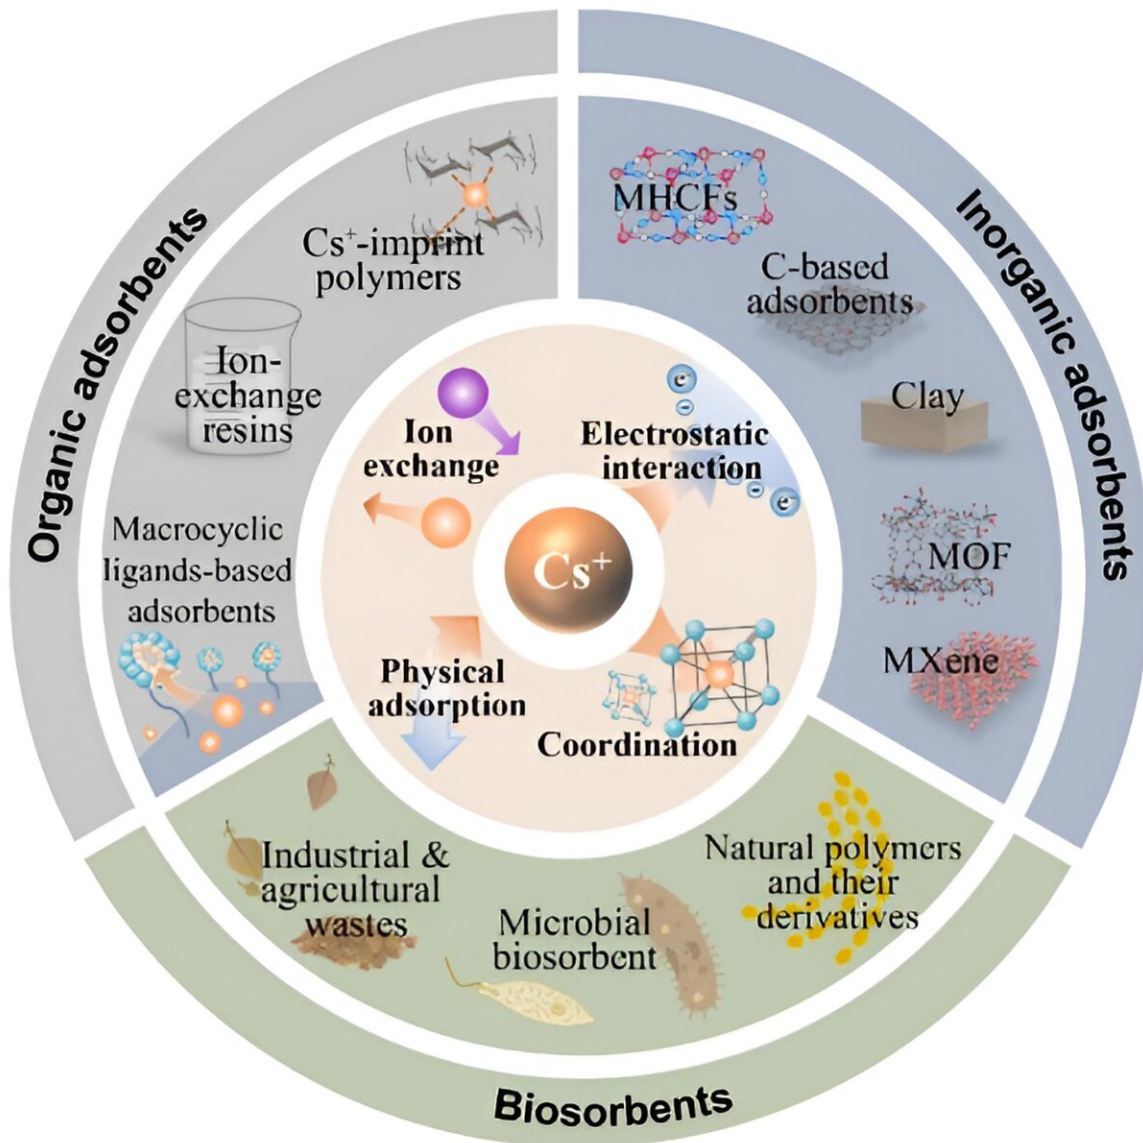 Organic adsorbents
Cs⁺-imprint
polymers
Ion-
exchange
resins
Macrocyclic
ligands-based
adsorbents
Inorganic adsorbents
MHCFs
C-based
adsorbents
Clay
MOF
MXene
Biosorbents
Industrial &
agricultural
wastes
Microbial
biosorbent
Natural polymers
and their
derivatives
Ion
exchange
Electrostatic
interaction
e⁻
-
-
-
e⁻
Physical
adsorption
Coordination
Cs⁺